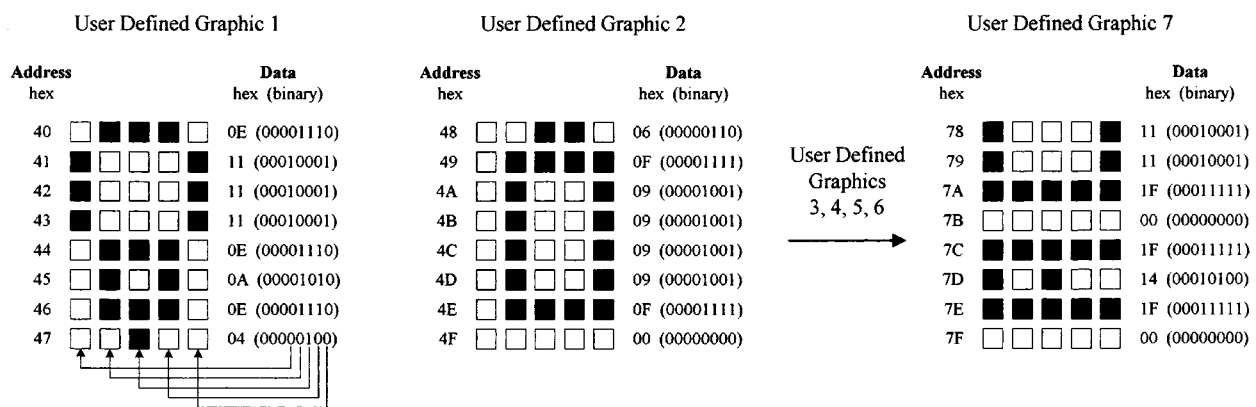 User Defined Graphic 1
Address
hex
Data
hex (binary)
40 0E (00001110)
41 11 (00010001)
42 11 (00010001)
43 11 (00010001)
44 0E (00001110)
45 0A (00001010)
46 0E (00001110)
47 04 (00000100)
User Defined Graphic 2
Address
hex
Data
hex (binary)
48 06 (00000110)
49 0F (00001111)
4A 09 (00001001)
4B 09 (00001001)
4C 09 (00001001)
4D 09 (00001001)
4E 0F (00001111)
4F 00 (00000000)
User Defined
Graphics
3, 4, 5, 6
User Defined Graphic 7
Address
hex
Data
hex (binary)
78 11 (00010001)
79 11 (00010001)
7A 1F (00011111)
7B 00 (00000000)
7C 1F (00011111)
7D 14 (00010100)
7E 1F (00011111)
7F 00 (00000000)